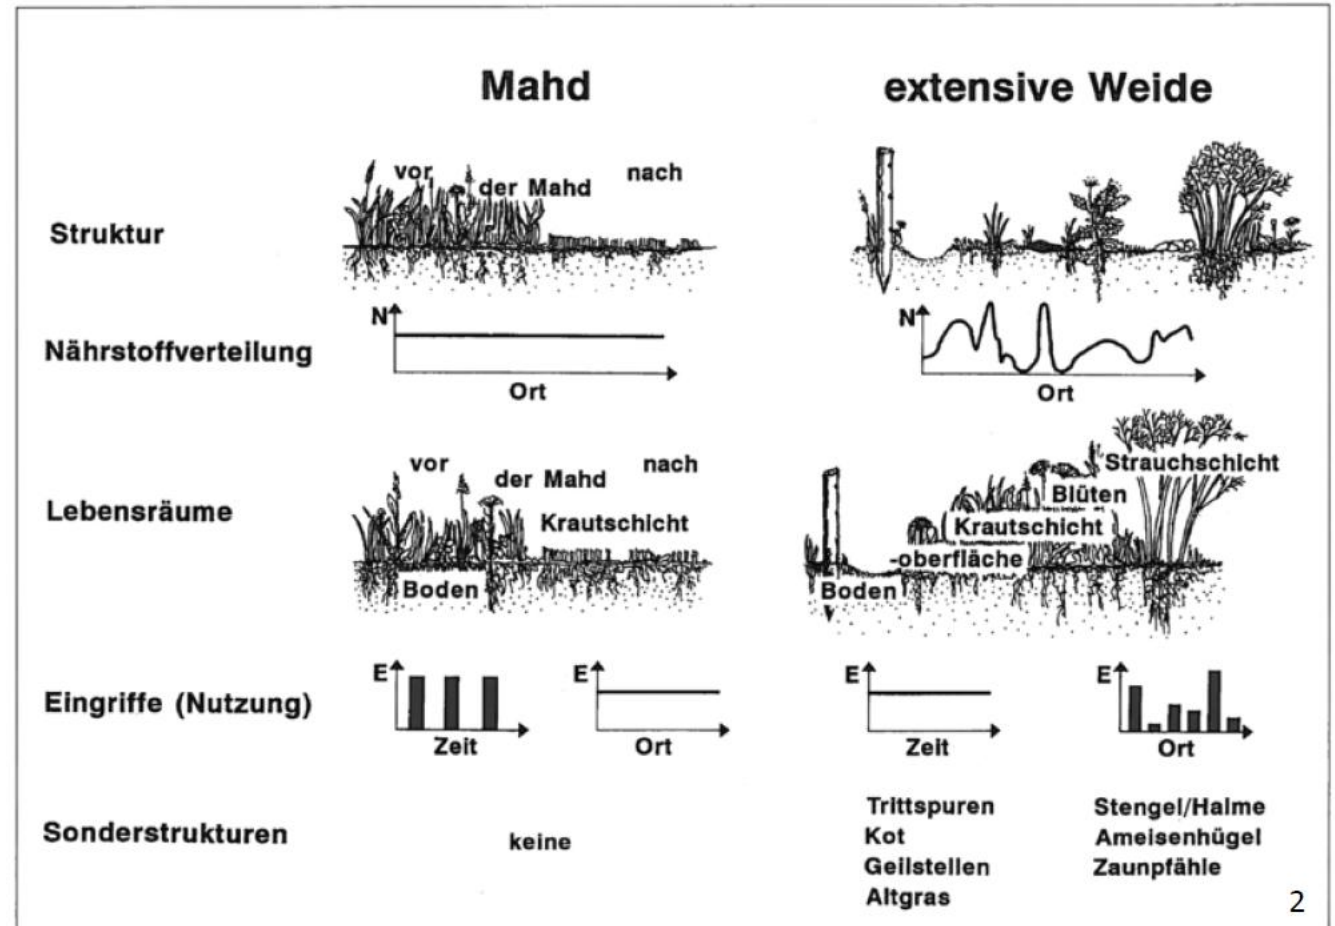 Mahd
extensive Weide
Struktur
vor
der Mahd
nach
Nährstoffverteilung
N
Ort
N
Ort
Lebensräume
vor
der Mahd
nach
Krautschicht
Boden
Strauchschicht
Blüten
Krautschicht
-oberfläche
Boden
Eingriffe (Nutzung)
E
Zeit
E
Ort
E
Zeit
E
Ort
Sonderstrukturen
keine
Trittspuren
Kot
Geilstellen
Altgras
Stengel/Halme
Ameisenhügel
Zaunpfähle
2